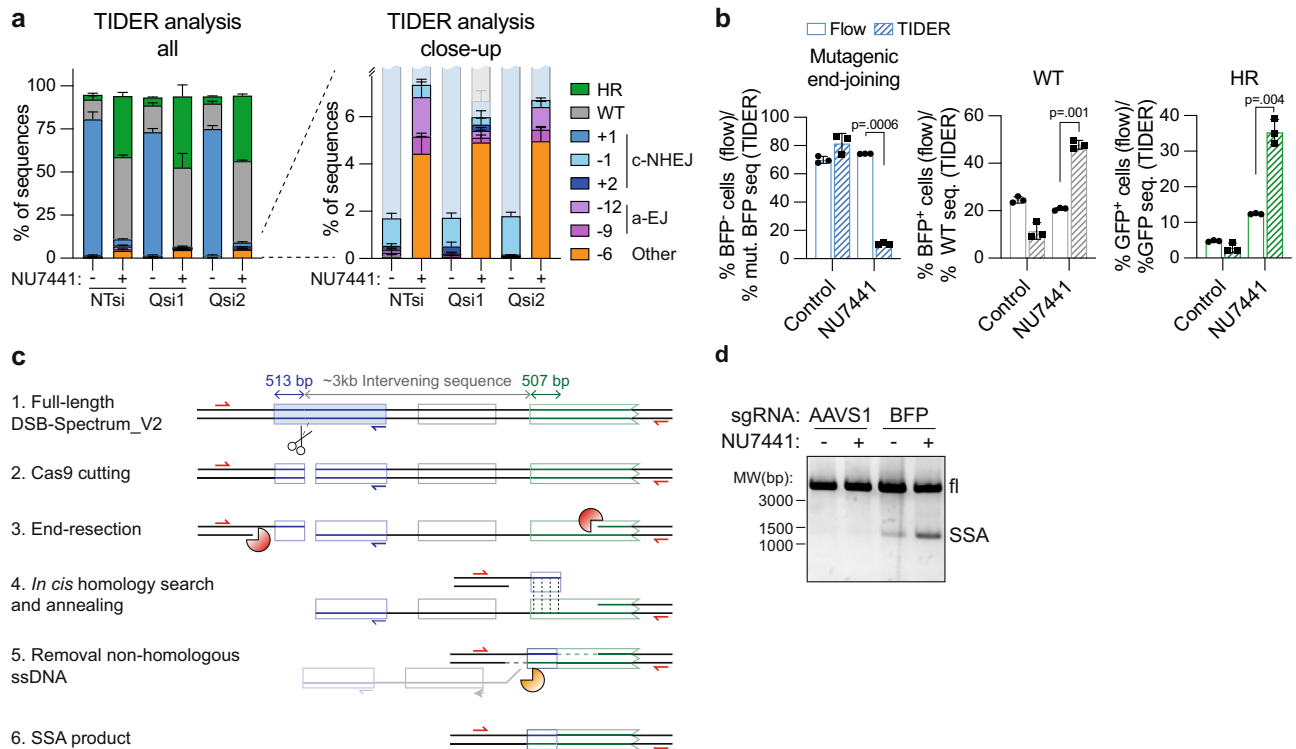 a
TIDER analysis
all
% of sequences
100
75
50
25
0
NU7441:
- + - + - +
NTsi Qsi1 Qsi2
TIDER analysis
close-up
% of sequences
6
4
2
0
NU7441:
- + - + - +
NTsi Qsi1 Qsi2
HR
WT
+1
-1
+2
c-NHEJ
-12
-9
a-EJ
-6 Other
b
Flow TIDER
Mutagenic
end-joining
% BFP⁻ cells (flow)/
% mut. BFP seq (TIDER)
100
80
60
40
20
0
p=.0006
Control
NU7441
WT
% BFP⁺ cells (flow)/
% WT seq. (TIDER)
60
40
20
0
p=.001
Control
NU7441
HR
% GFP⁺ cells (flow)/
%GFP seq. (TIDER)
40
30
20
10
0
p=.004
Control
NU7441
c
513 bp ~3kb Intervening sequence 507 bp
1. Full-length
DSB-Spectrum_V2
2. Cas9 cutting
3. End-resection
4. In cis homology search
and annealing
5. Removal non-homologous
ssDNA
6. SSA product
d
sgRNA: AAVS1 BFP
NU7441: - + - +
MW(bp):
3000
1500
1000
fl
SSA